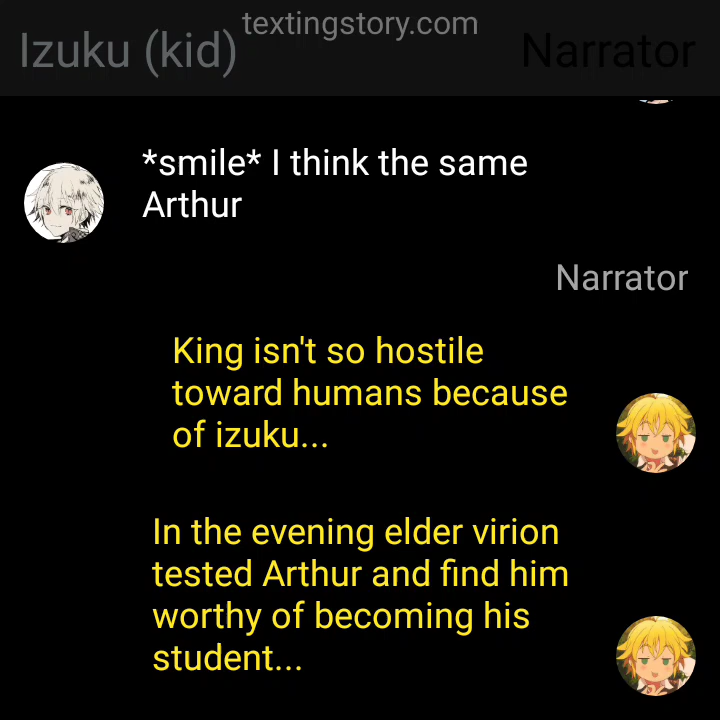 textingstory.com
Izuku (kid)
Narrator
*smile* I think the same
Arthur
Narrator
King isn't so hostile
toward humans because
of izuku...
In the evening elder virion
tested Arthur and find him
worthy of becoming his
student...